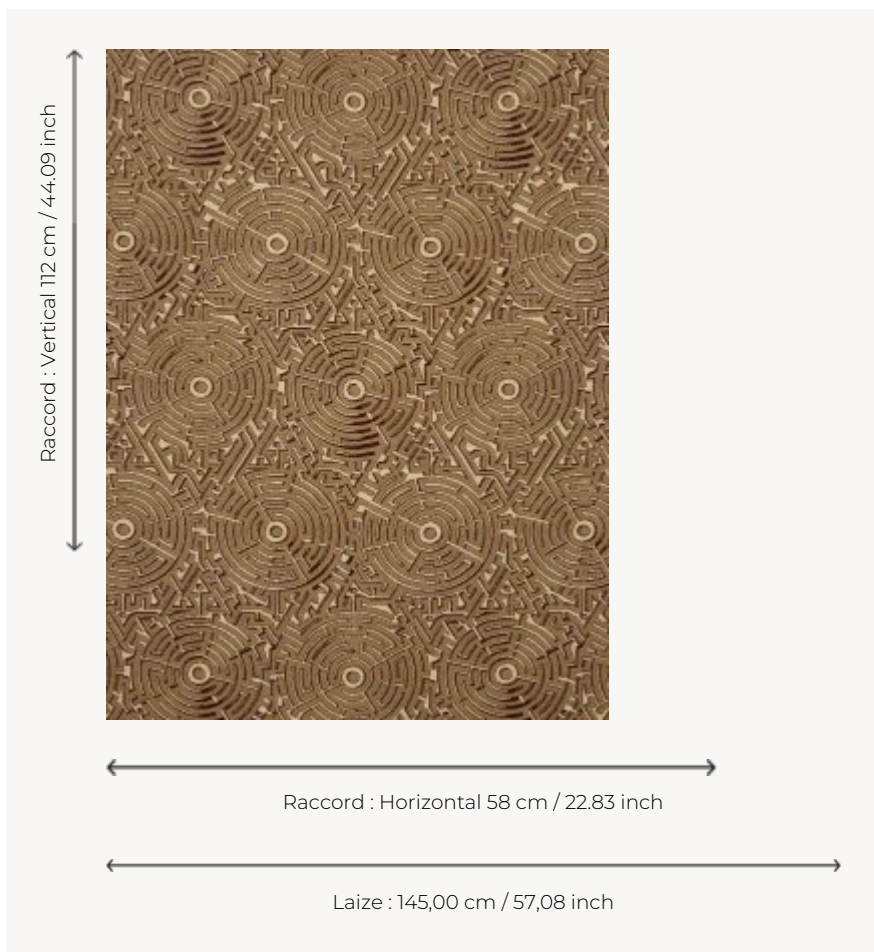 Raccord : Vertical 112 cm / 44.09 inch
Raccord : Horizontal 58 cm / 22.83 inch
Laize : 145,00 cm / 57,08 inch